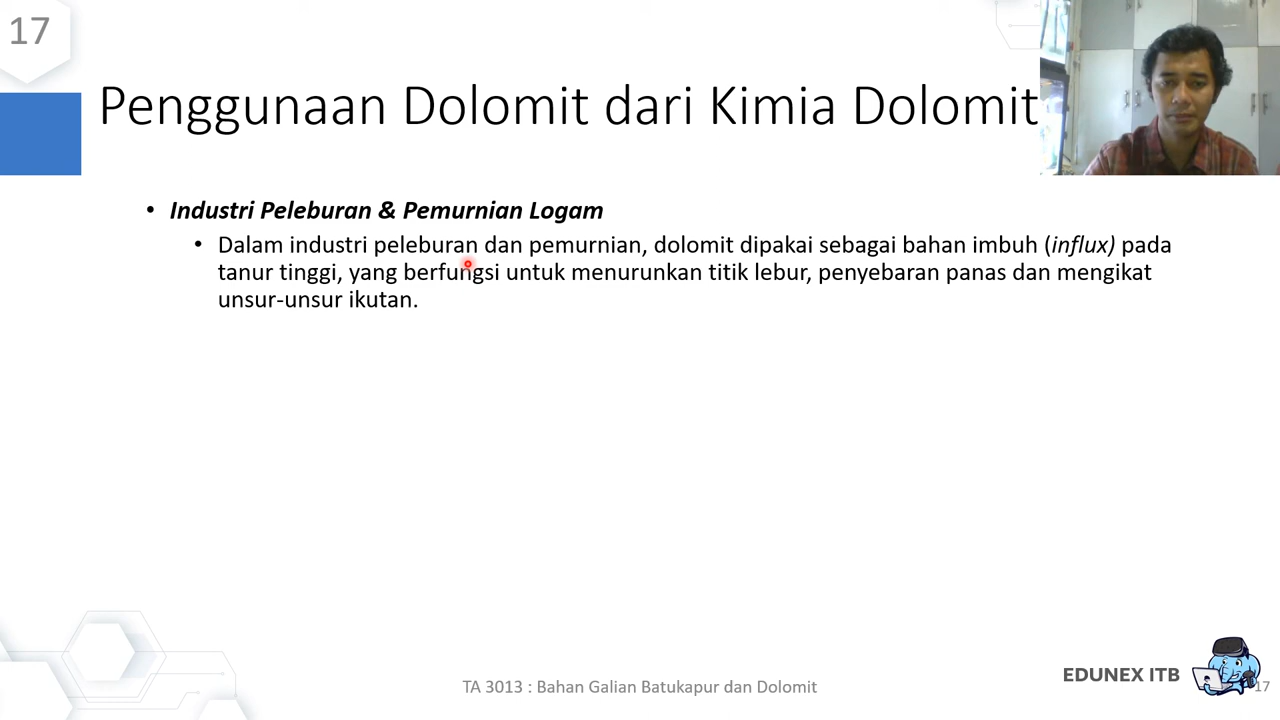 17
Penggunaan Dolomit dari Kimia Dolomit
• Industri Peleburan & Pemurnian Logam
• Dalam industri peleburan dan pemurnian, dolomit dipakai sebagai bahan imbuh (influx) pada
tanur tinggi, yang berfungsi untuk menurunkan titik lebur, penyebaran panas dan mengikat
unsur-unsur ikutan.
TA 3013 : Bahan Galian Batukapur dan Dolomit
EDUNEX ITB
17